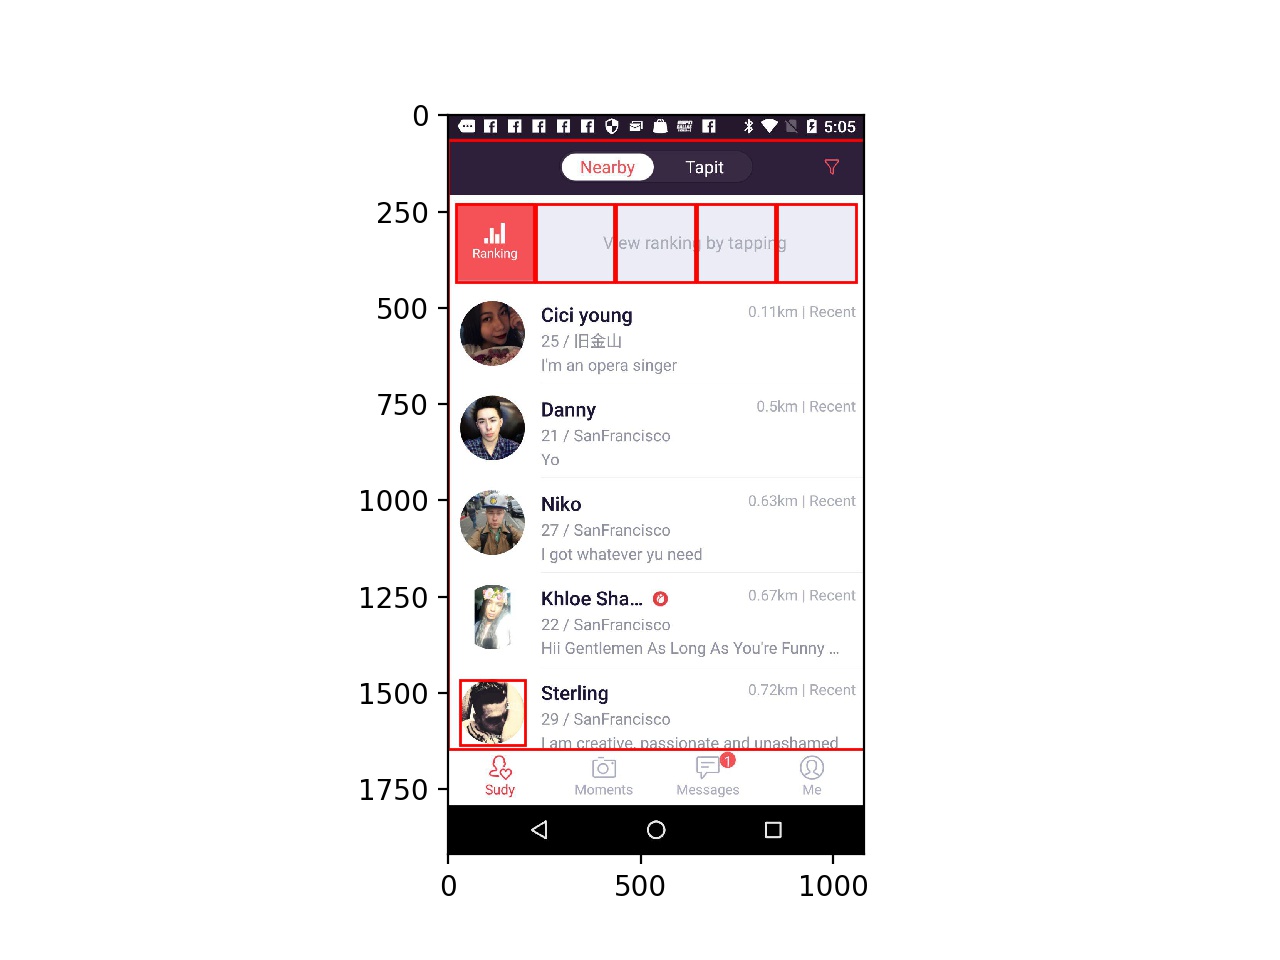 0
250
500
750
1000
1250
1500
1750
0
500
1000
5:05
Nearby
Tapit
Ranking
View ranking by tapping
Cici young
0.11km | Recent
25 / 旧金山
I'm an opera singer
Danny
0.5km | Recent
21 / SanFrancisco
Yo
Niko
0.63km | Recent
27 / SanFrancisco
I got whatever yu need
Khloe Sha...
0.67km | Recent
22 / SanFrancisco
Hii Gentlemen As Long As You're Funny ...
Sterling
0.72km | Recent
29 / SanFrancisco
I am creative, passionate and unashamed
1
Sudy
Moments
Messages
Me